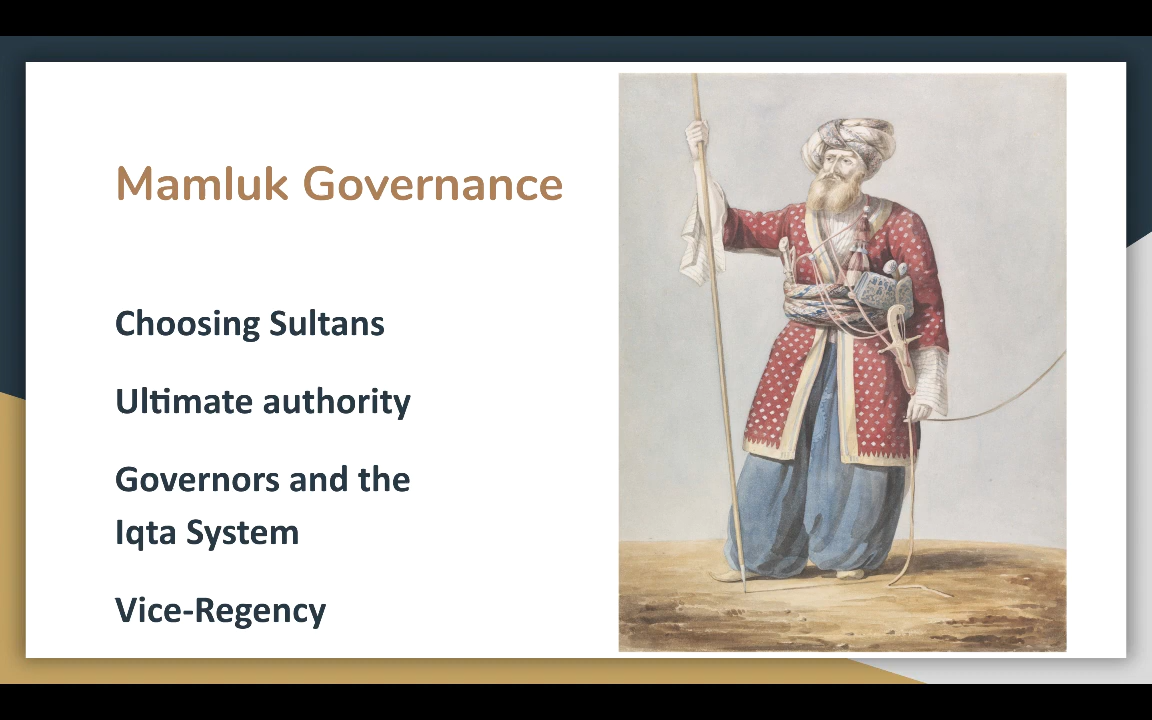 Mamluk Governance
Choosing Sultans
Ultimate authority
Governors and the
Iqta System
Vice-Regency